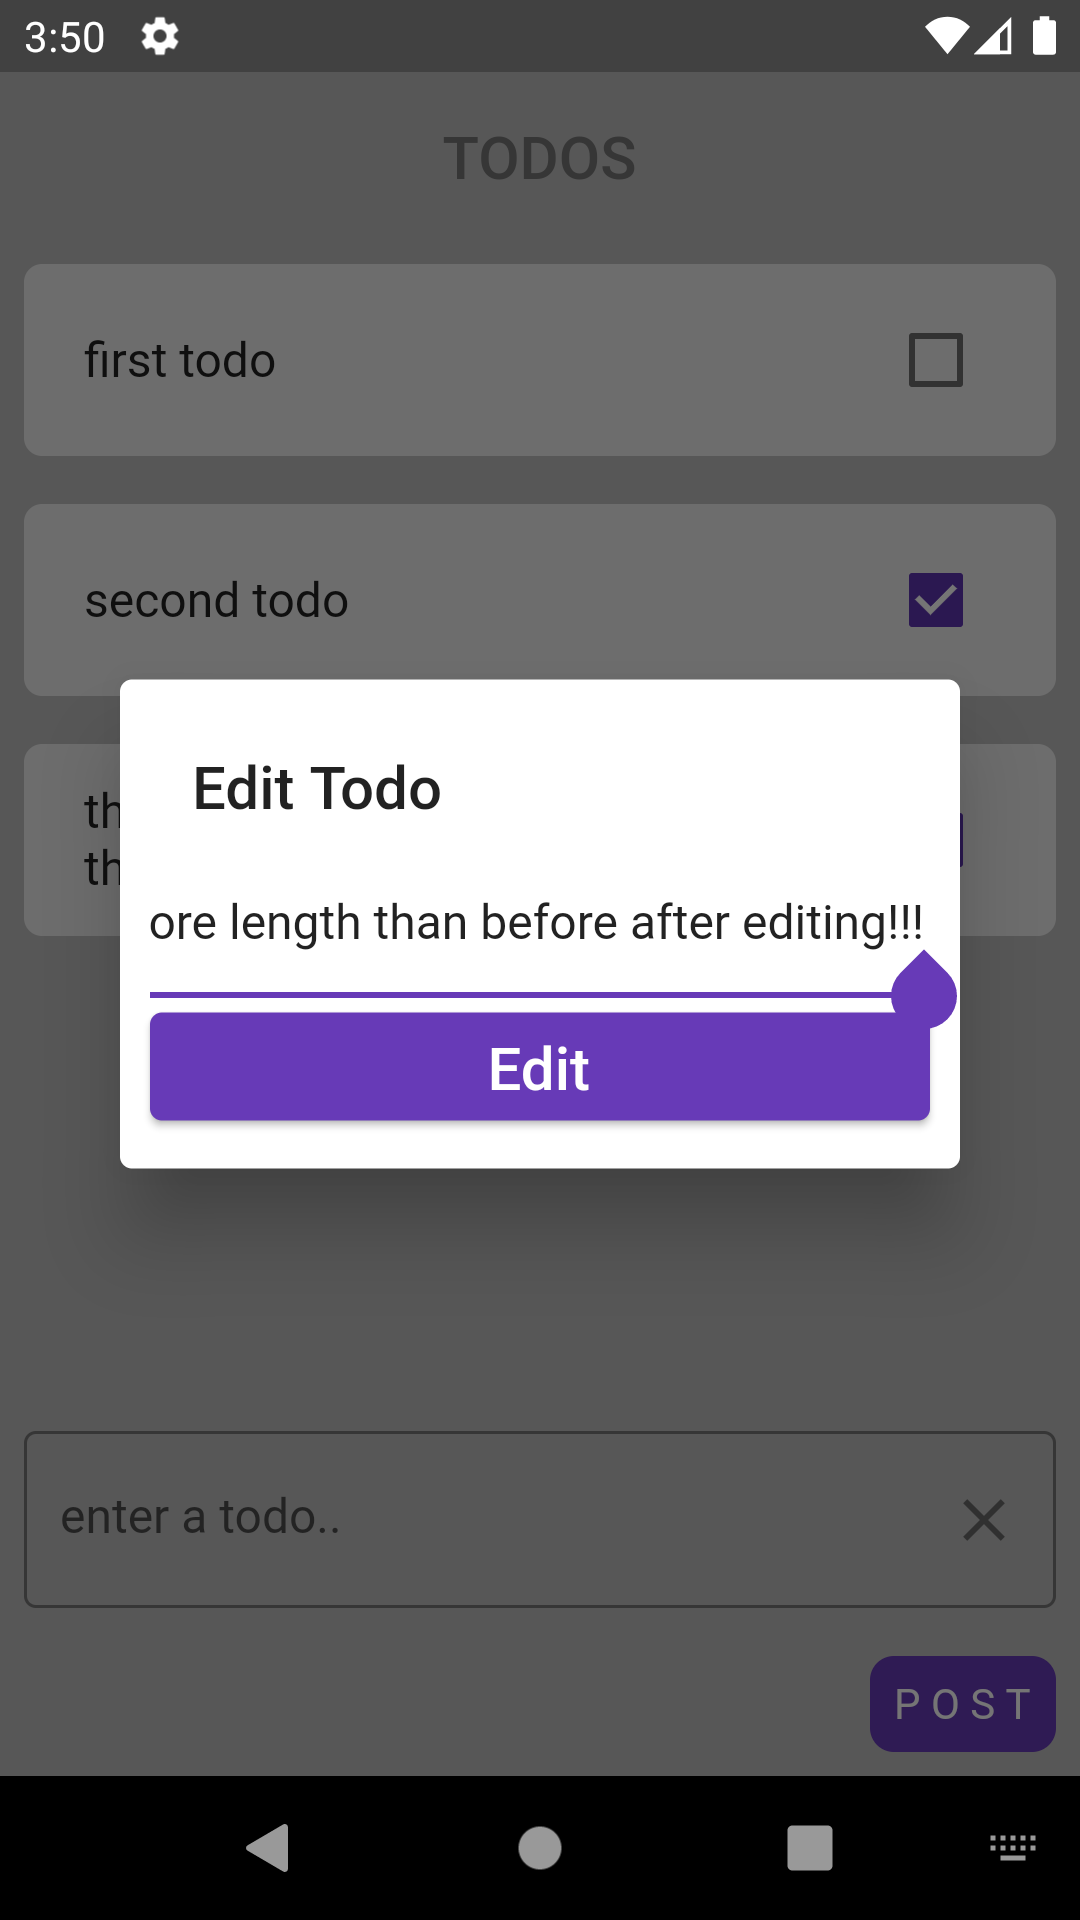 3:50
TODOS
first todo
second todo
th
th
Edit Todo
ore length than before after editing!!!
Edit
enter a todo..
POST